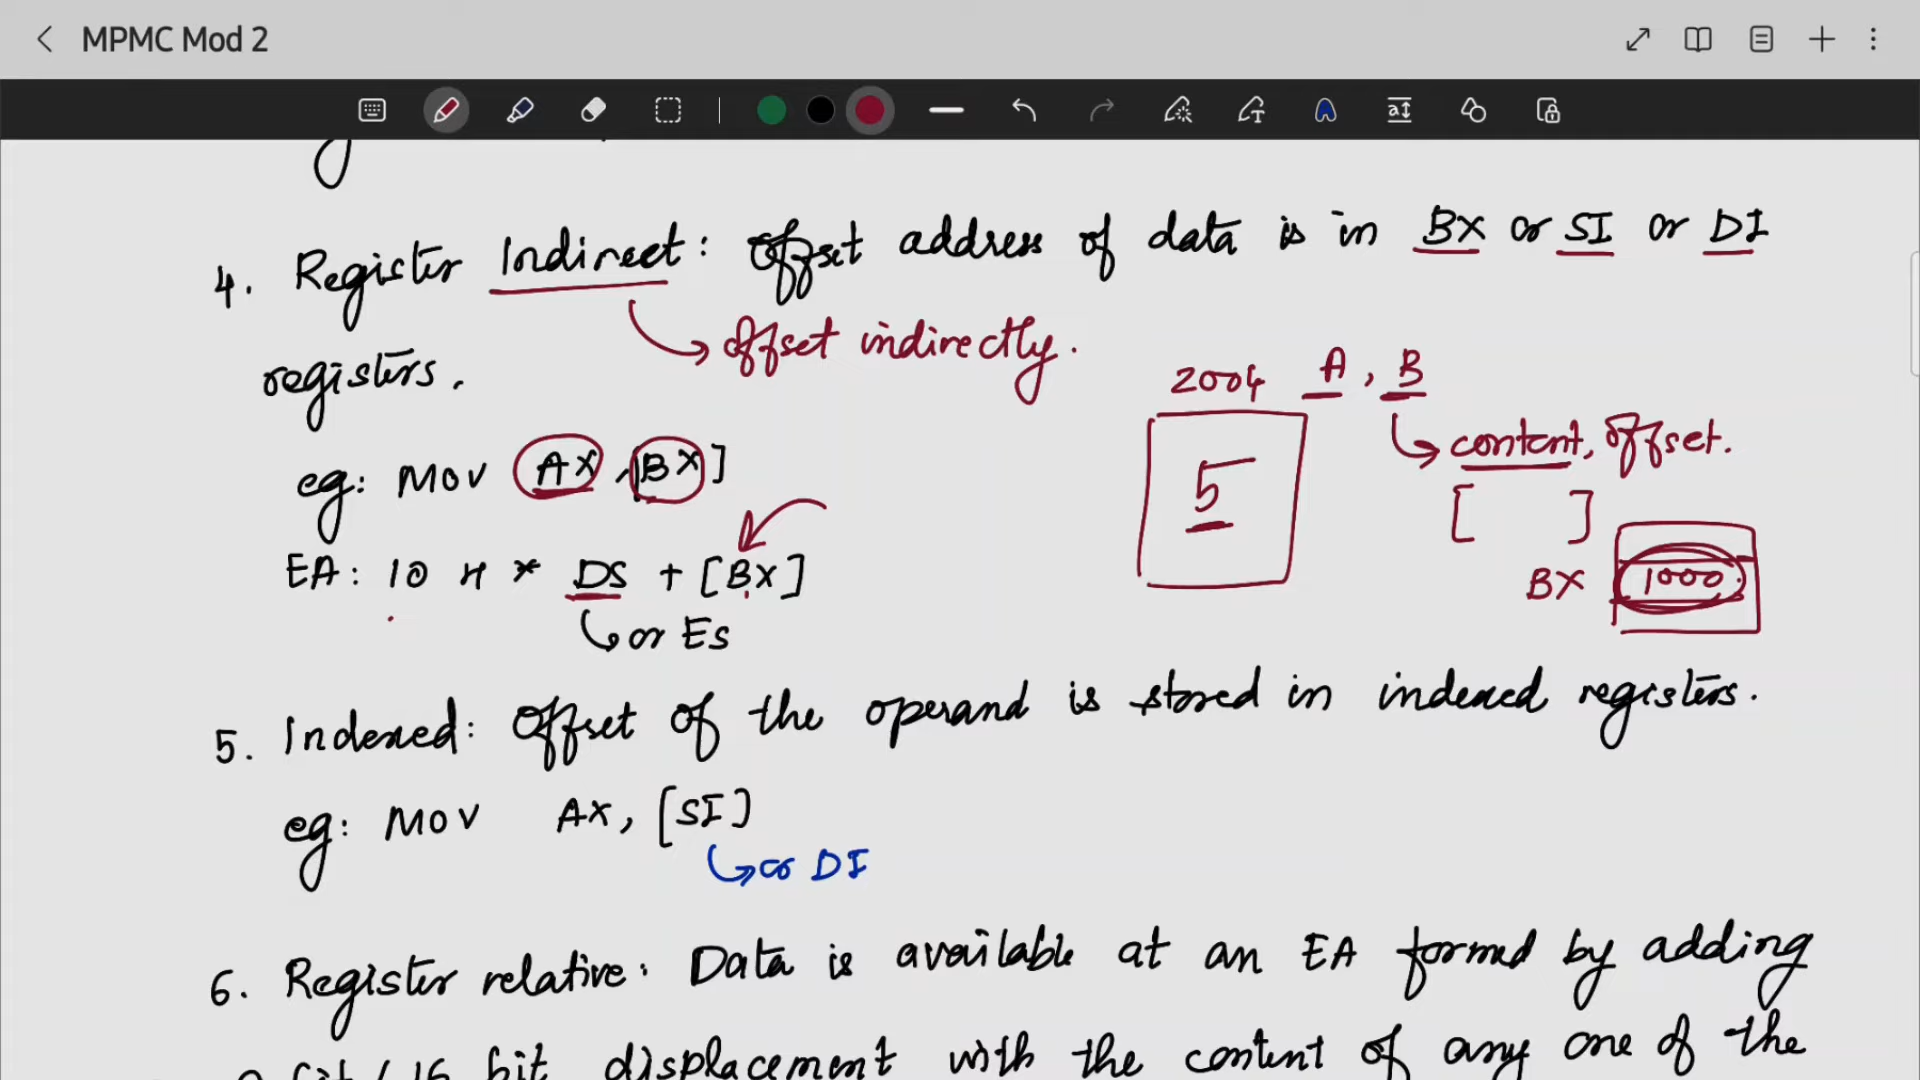 MPMC Mod 2
4. Register Indirect: Offset address of data is in BX or SI or DI
offset indirectly.
registers.
2004 A, B
content, offset.
eg: MOV AX, [BX]
5
[ ]
EA: 10 H * DS + [BX]
BX 1000
or ES
5. Indexed: Offset of the operand is stored in indexed registers.
eg: MOV AX, [SI]
or DI
6. Register relative: Data is available at an EA formed by adding
8 bit / 16 bit displacement with the content of any one of the